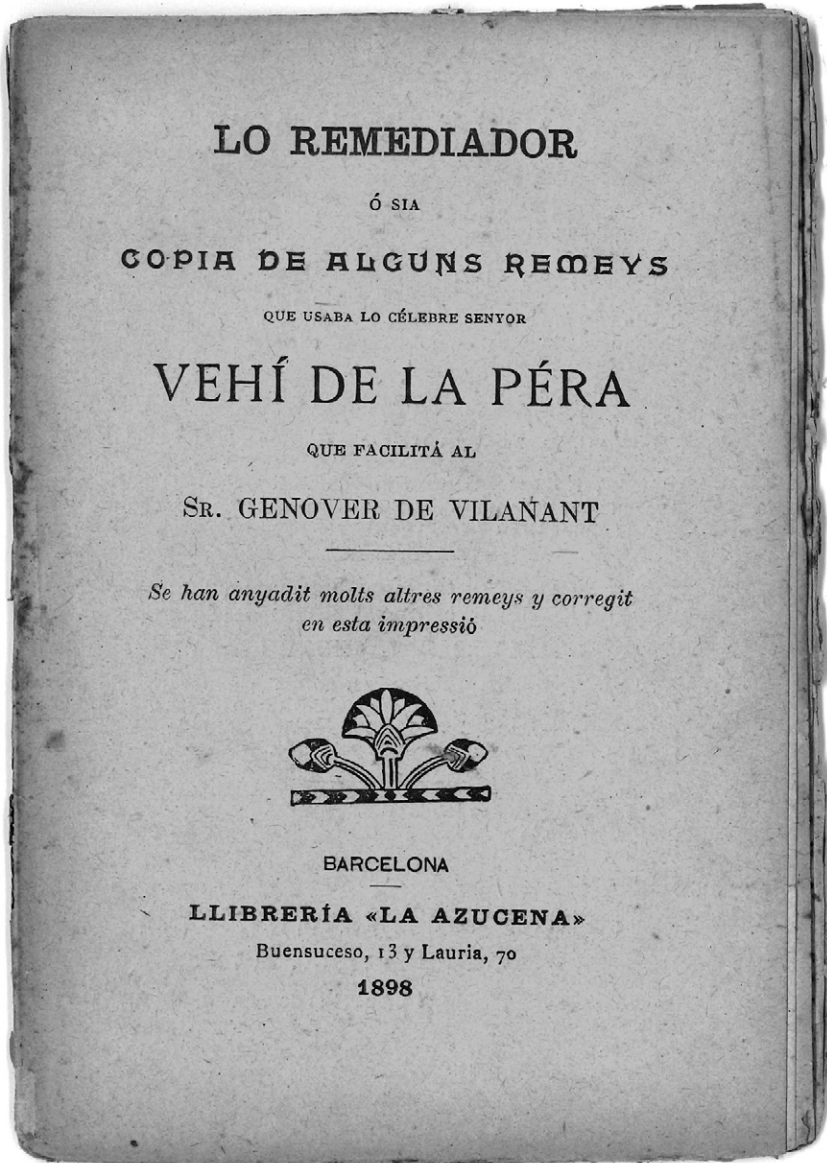 LO REMEDIADOR
Ó SIA
COPIA DE ALGUNS REMEYS
QUE USABA LO CÉLEBRE SENYOR
VEHÍ DE LA PÉRA
QUE FACILITÁ AL
SR. GENOVER DE VILAÑANT
Se han anyadit molts altres remeys y corregit
en esta impressió
BARCELONA
LLIBRERÍA «LA AZUCENA»
Buensuceso, 13 y Lauria, 70
1898